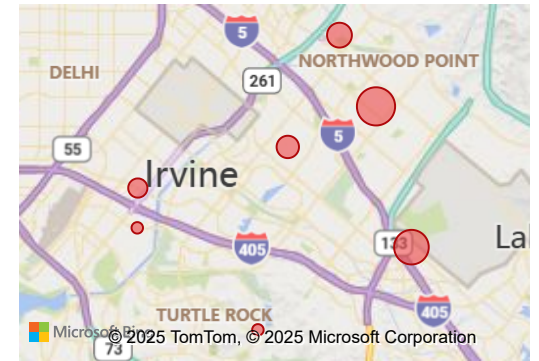 5
NORTHWOOD POINT
DELHI
261
5
55
Irvine
133
La
405
405
TURTLE ROCK
Microsoft Bing
© 2025 TomTom, © 2025 Microsoft Corporation
73